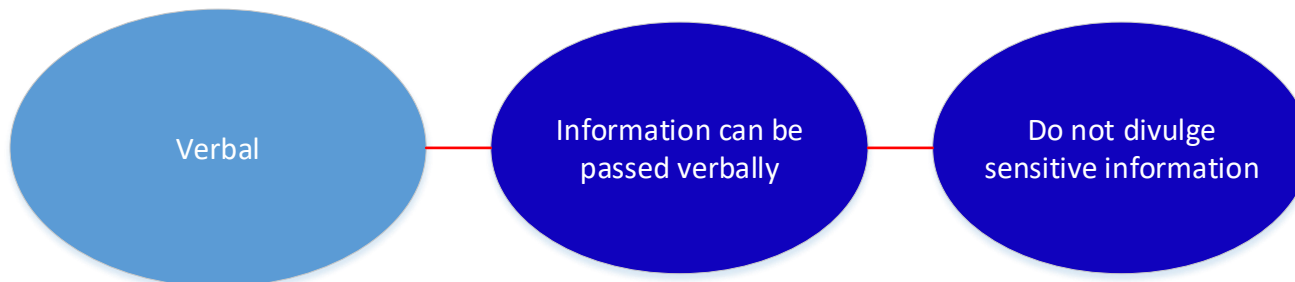 Verbal
Information can be
passed verbally
Do not divulge
sensitive information